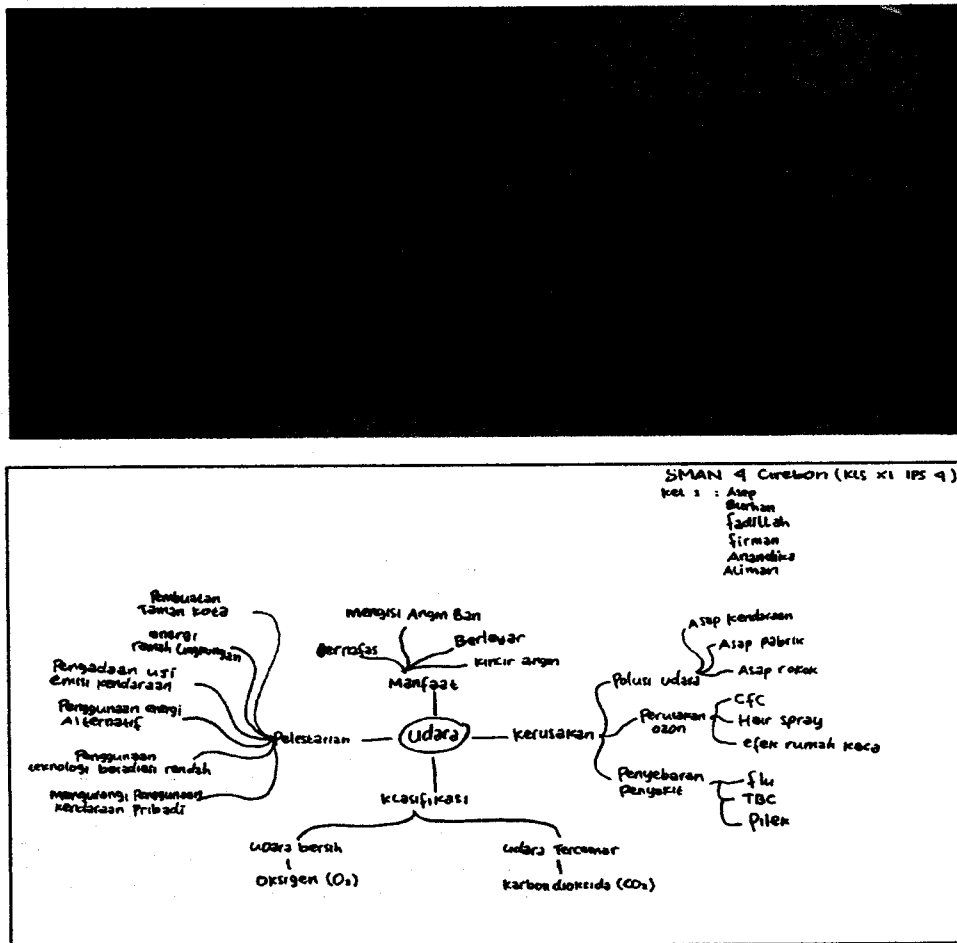 SMAN 4 Cirebon (KLS XI IPS 4)
Kel 1 : Asep
Burhan
fadillah
firman
Anandika
Aliman
Pembuatan
Taman kota
energi
ramah Lingkungan
Pengadaan uji
emisi kendaraan
Penggunaan energi
Alternatif
Penggunaan
teknologi beradiasi rendah
Mengurangi Penggunaan
kendaraan Pribadi
Pelestarian
Mengisi Angin Ban
Bernafas
Berlayar
kincir angin
Manfaat
udara
kerusakan
Polusi udara
Asap kendaraan
Asap Pabrik
Asap rokok
Perusakan
ozon
CFC
Hair spray
efek rumah kaca
Penyebaran
Penyakit
flu
TBC
Pilek
klasifikasi
udara bersih
Oksigen (O₂)
udara Tercemar
karbondioksida (CO₂)